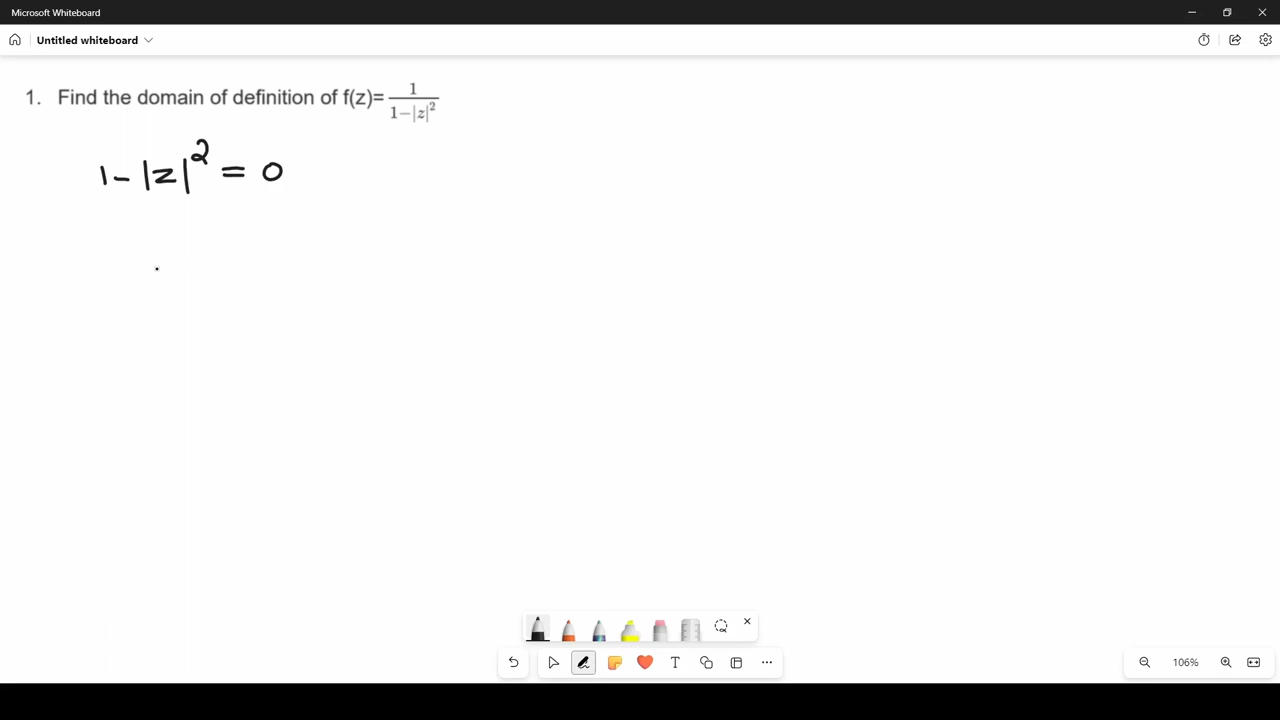 Microsoft Whiteboard
Untitled whiteboard
1. Find the domain of definition of f(z)= 1/(1−|z|²)
1 - |z|² = 0
106%